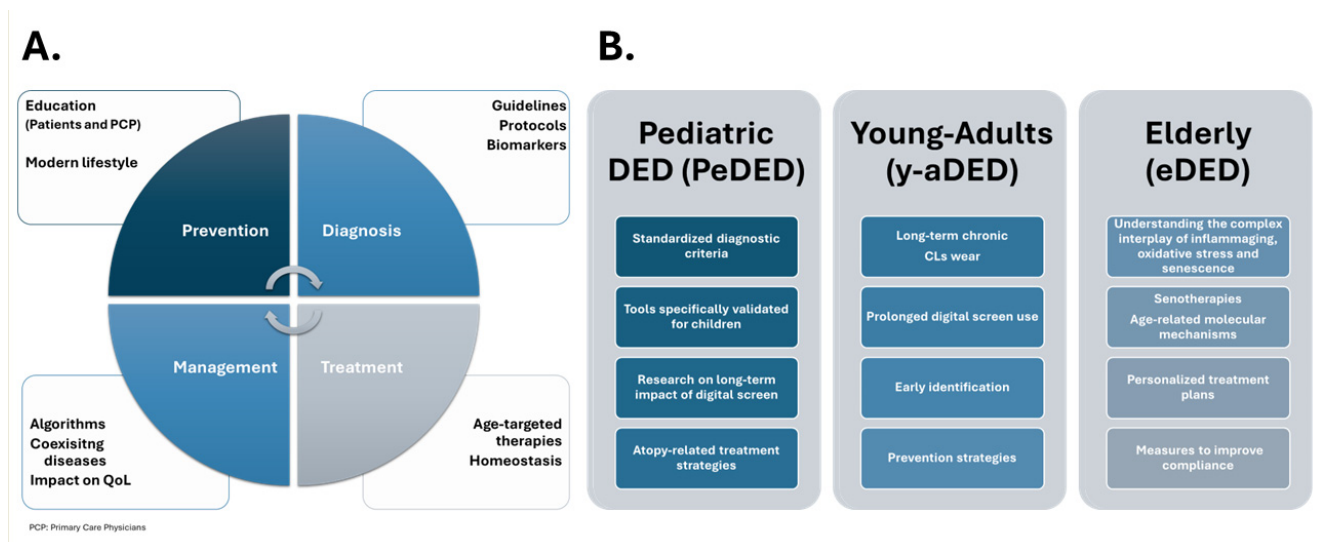 A.
Education
(Patients and PCP)
Modern lifestyle
Guidelines
Protocols
Biomarkers
Prevention
Diagnosis
Management
Treatment
Algorithms
Coexisitng
diseases
Impact on QoL
Age-targeted
therapies
Homeostasis
PCP: Primary Care Physicians
B.
Pediatric
DED (PeDED)
Standardized diagnostic
criteria
Tools specifically validated
for children
Research on long-term
impact of digital screen
Atopy-related treatment
strategies
Young-Adults
(y-aDED)
Long-term chronic
CLs wear
Prolonged digital screen use
Early identification
Prevention strategies
Elderly
(eDED)
Understanding the complex
interplay of inflammaging,
oxidative stress and
senescence
Senotherapies
Age-related molecular
mechanisms
Personalized treatment
plans
Measures to improve
compliance